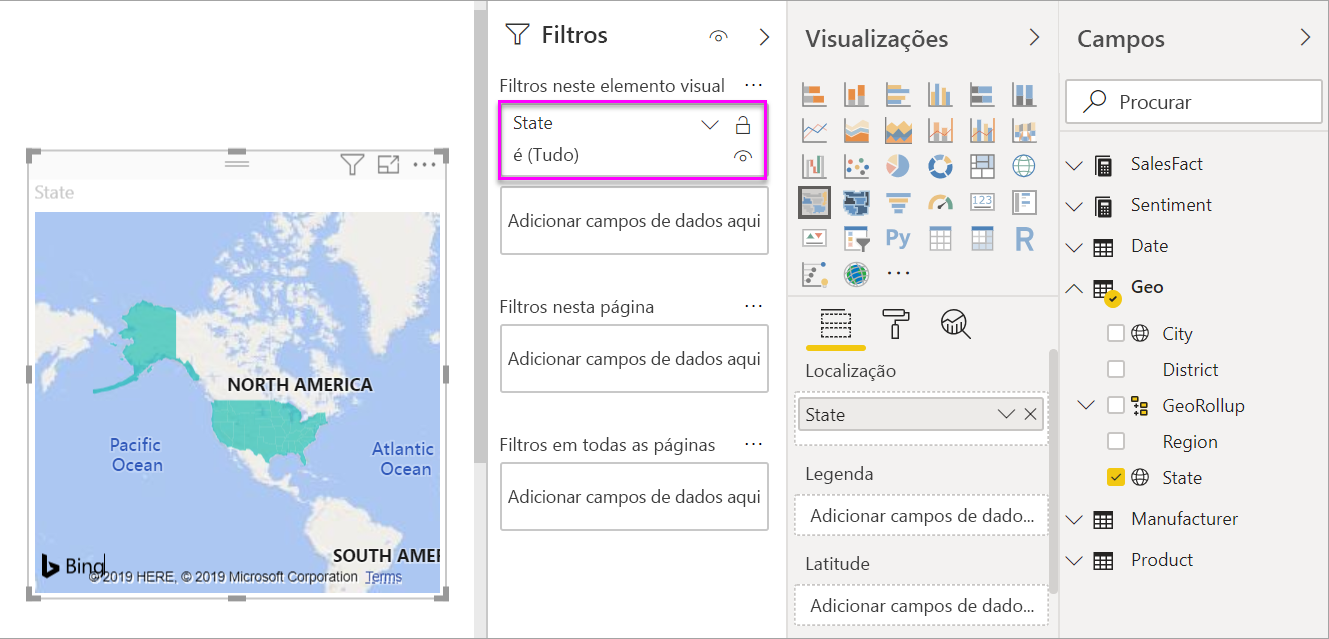 State
NORTH AMERICA
Pacific
Ocean
Atlantic
Ocean
SOUTH AMER
Bing
© 2019 HERE, © 2019 Microsoft Corporation Terms
Filtros
Filtros neste elemento visual
State
é (Tudo)
Adicionar campos de dados aqui
Filtros nesta página
Adicionar campos de dados aqui
Filtros em todas as páginas
Adicionar campos de dados aqui
Visualizações
123
Py
R
Localização
State
Legenda
Adicionar campos de dado...
Latitude
Adicionar campos de dado...
Campos
Procurar
SalesFact
Sentiment
Date
Geo
City
District
GeoRollup
Region
State
Manufacturer
Product